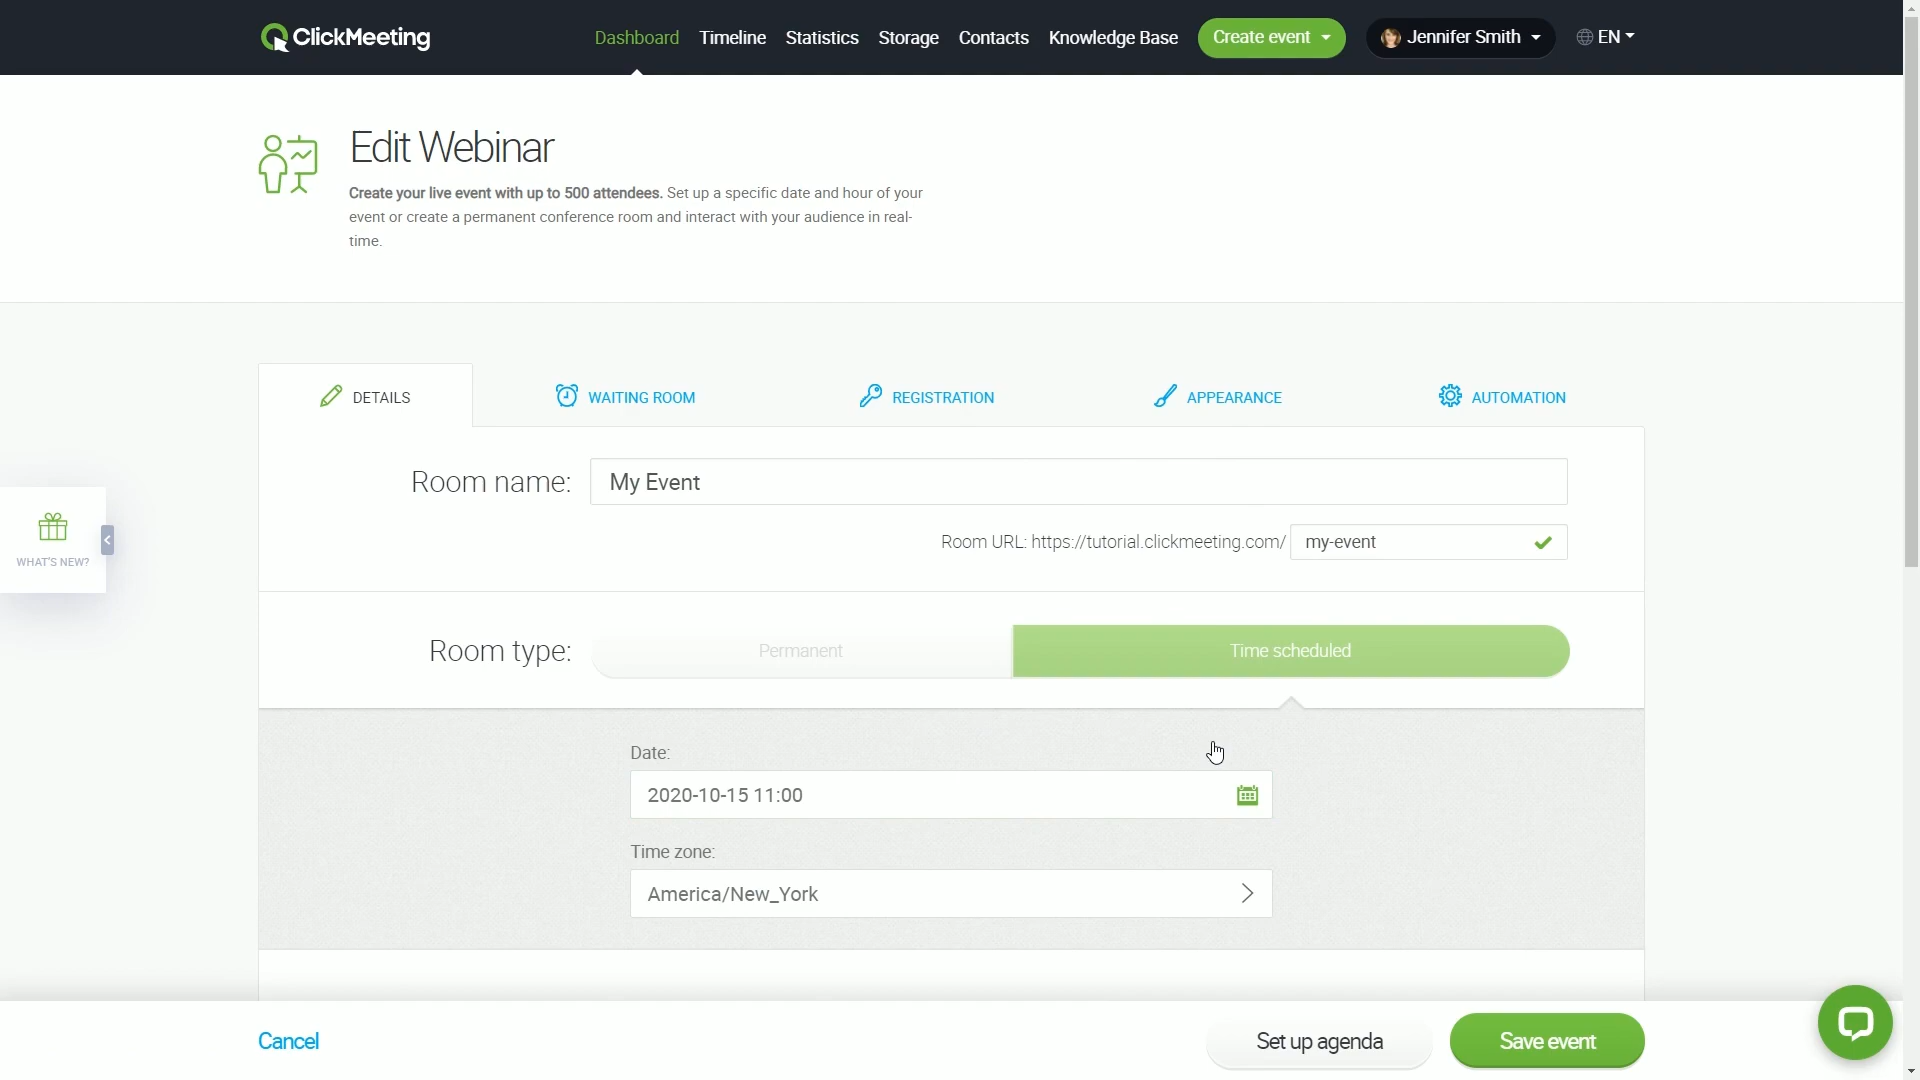 ClickMeeting
Dashboard Timeline Statistics Storage Contacts Knowledge Base Create event Jennifer Smith EN
Edit Webinar
Create your live event with up to 500 attendees. Set up a specific date and hour of your
event or create a permanent conference room and interact with your audience in real-
time.
DETAILS WAITING ROOM REGISTRATION APPEARANCE AUTOMATION
Room name: My Event
Room URL: https://tutorial.clickmeeting.com/ my-event
WHAT'S NEW?
Room type: Permanent Time scheduled
Date:
2020-10-15 11:00
Time zone:
America/New_York
Cancel Set up agenda Save event